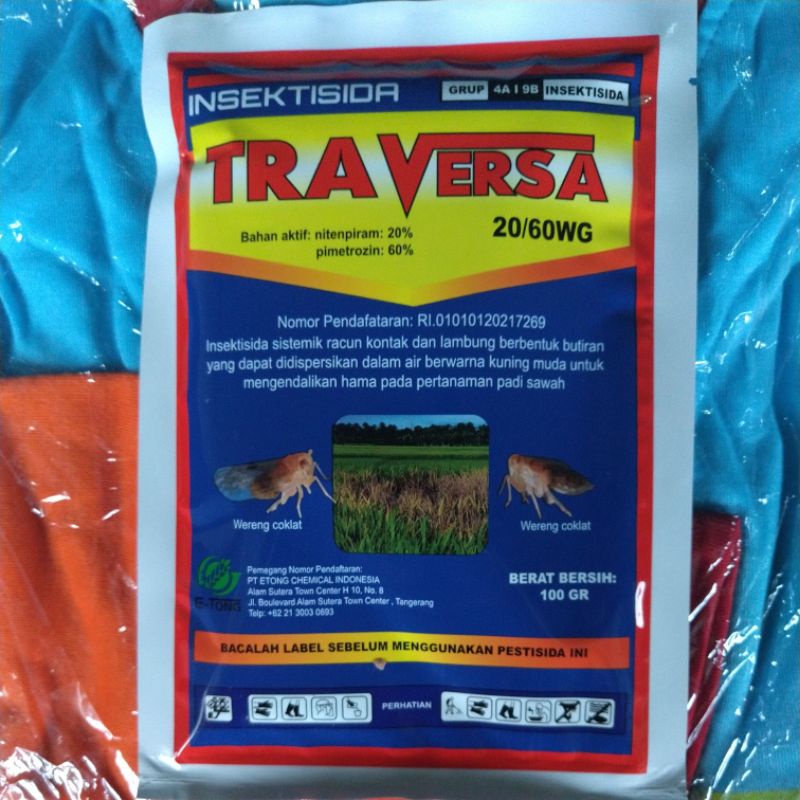 INSEKTISIDA
GRUP 4A I 9B INSEKTISIDA
TRAVERSA
20/60WG
Bahan aktif: nitenpiram: 20%
pimetrozin: 60%
Nomor Pendafataran: RI.01010120217269
Insektisida sistemik racun kontak dan lambung berbentuk butiran
yang dapat didispersikan dalam air berwarna kuning muda untuk
mengendalikan hama pada pertanaman padi sawah
Wereng coklat
Wereng coklat
E-TONG
Pemegang Nomor Pendaftaran:
PT ETONG CHEMICAL INDONESIA
Alam Sutera Town Center H 10, No. 8
Jl. Boulevard Alam Sutera Town Center , Tangerang
Telp: +62 21 3003 0693
BERAT BERSIH:
100 GR
BACALAH LABEL SEBELUM MENGGUNAKAN PESTISIDA INI
PERHATIAN